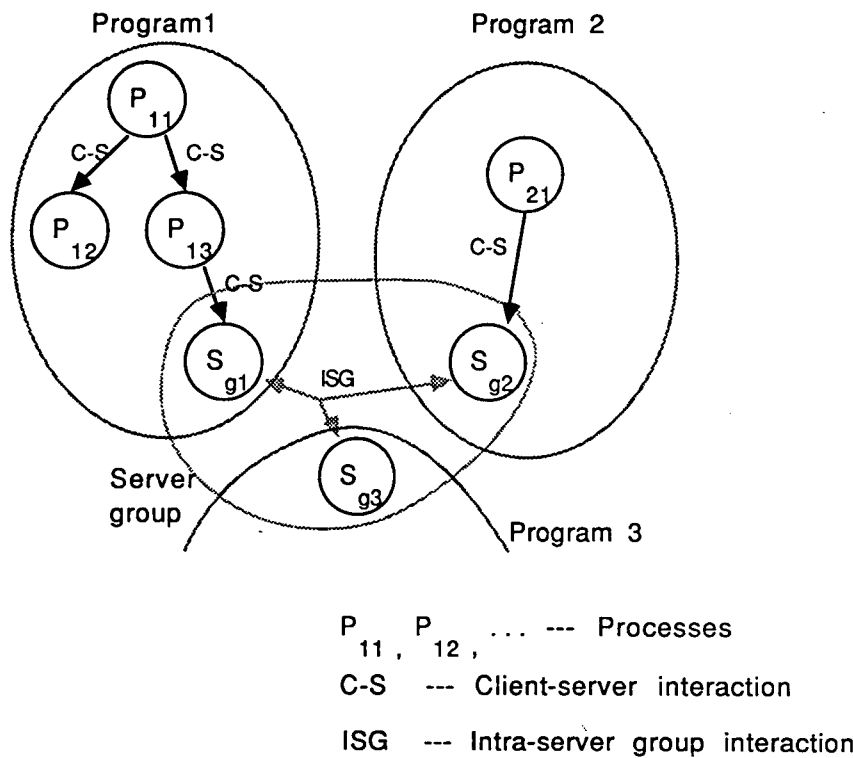 Program1
Program 2
P11
C-S
C-S
P12
P13
P21
C-S
C-S
Sg1
ISG
Sg2
Server
group
Sg3
Program 3
P11, P12, ... --- Processes
C-S --- Client-server interaction
ISG --- Intra-server group interaction